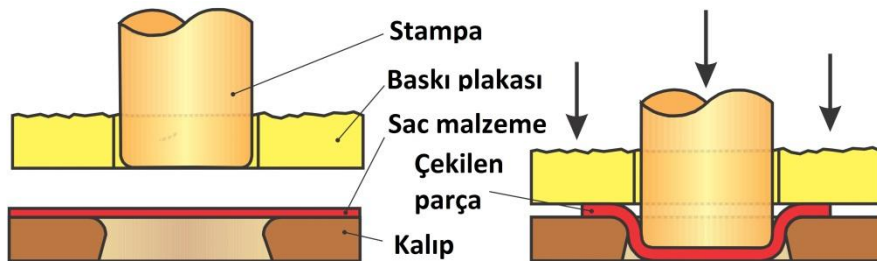 Stampa
Baskı plakası
Sac malzeme
Çekilen
parça
Kalıp